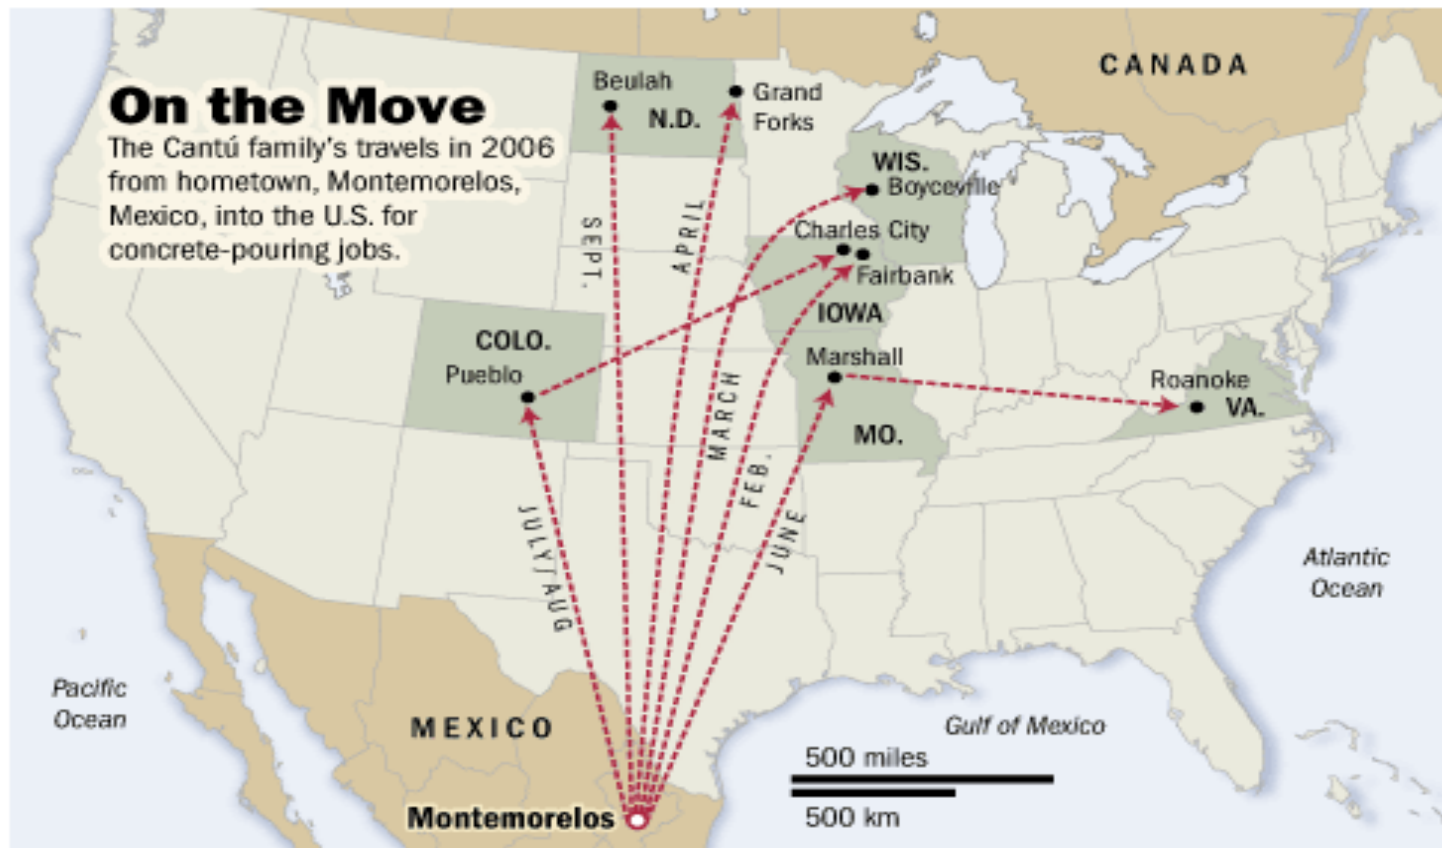 On the Move
The Cantú family's travels in 2006
from hometown, Montemorelos,
Mexico, into the U.S. for
concrete-pouring jobs.
CANADA
Beulah
N.D.
Grand
Forks
WIS.
Boyceville
Charles City
Fairbank
IOWA
COLO.
Pueblo
Marshall
MO.
Roanoke
VA.
SEPT.
APRIL
MARCH
FEB.
JUNE
JULY/AUG
Atlantic
Ocean
Pacific
Ocean
MEXICO
Gulf of Mexico
500 miles
500 km
Montemorelos